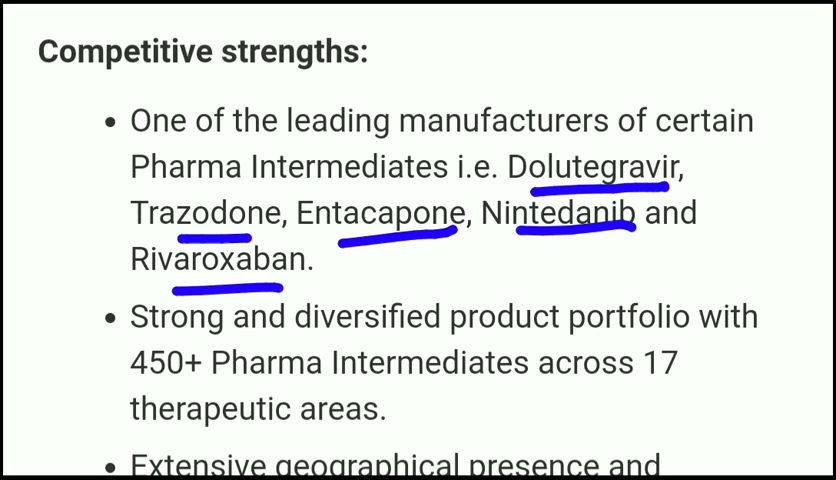 Competitive strengths:
• One of the leading manufacturers of certain
Pharma Intermediates i.e. Dolutegravir,
Trazodone, Entacapone, Nintedanib and
Rivaroxaban.
• Strong and diversified product portfolio with
450+ Pharma Intermediates across 17
therapeutic areas.
• Extensive geographical presence and